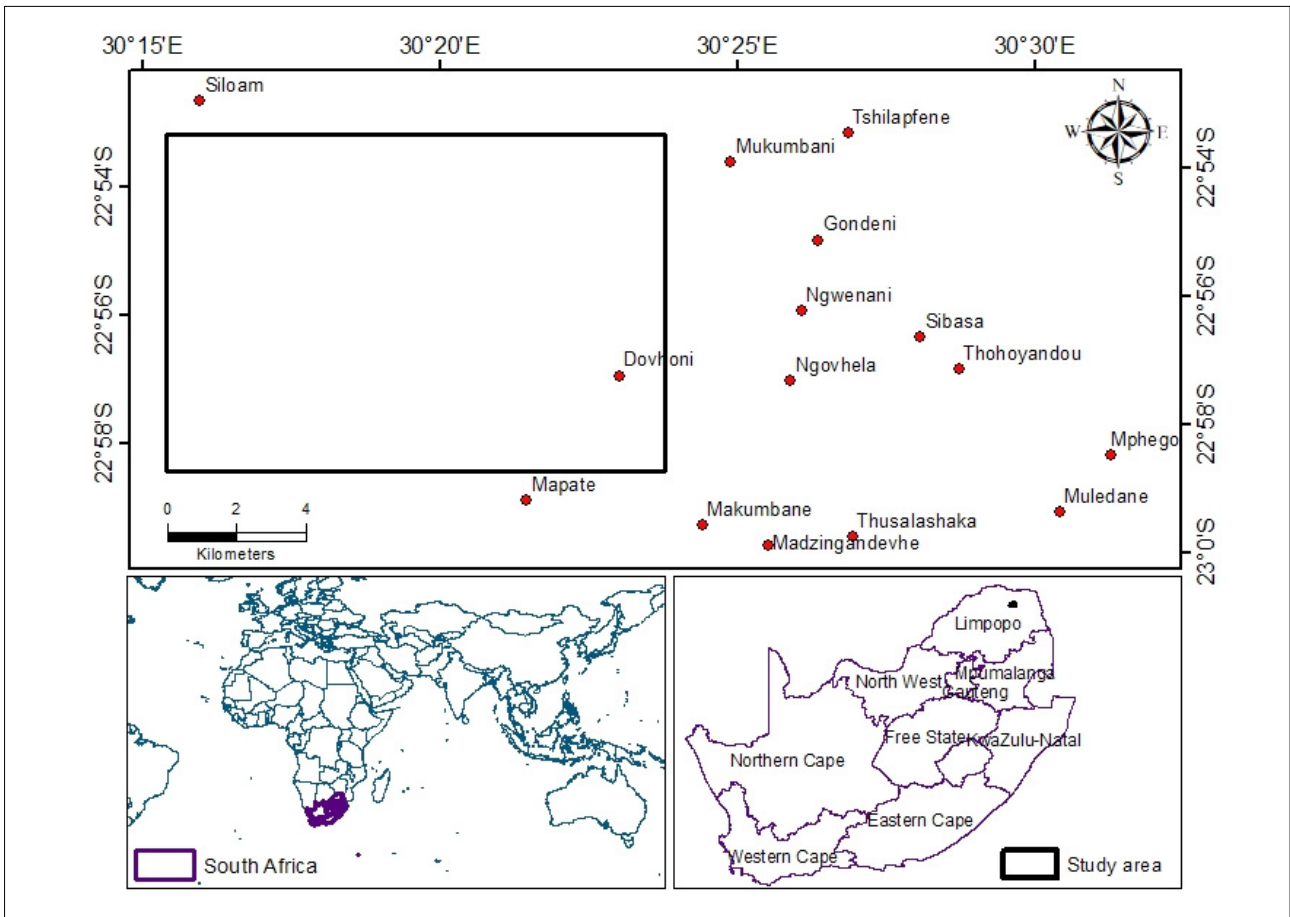 30°15'E
30°20'E
30°25'E
30°30'E
Siloam
Tshilapfene
Mukumbani
N
W
E
S
22°54'S
22°54'S
Gondeni
Ngwenani
22°56'S
22°56'S
Sibasa
Dovhoni
Ngovhela
Thohoyandou
22°58'S
22°58'S
Mphego
Mapate
Muledane
Makumbane
Thusalashaka
Madzingandevhe
23°0'S
0 2 4
Kilometers
South Africa
Limpopo
Mpumalanga
North West
Gauteng
Free State
KwaZulu-Natal
Northern Cape
Eastern Cape
Western Cape
Study area